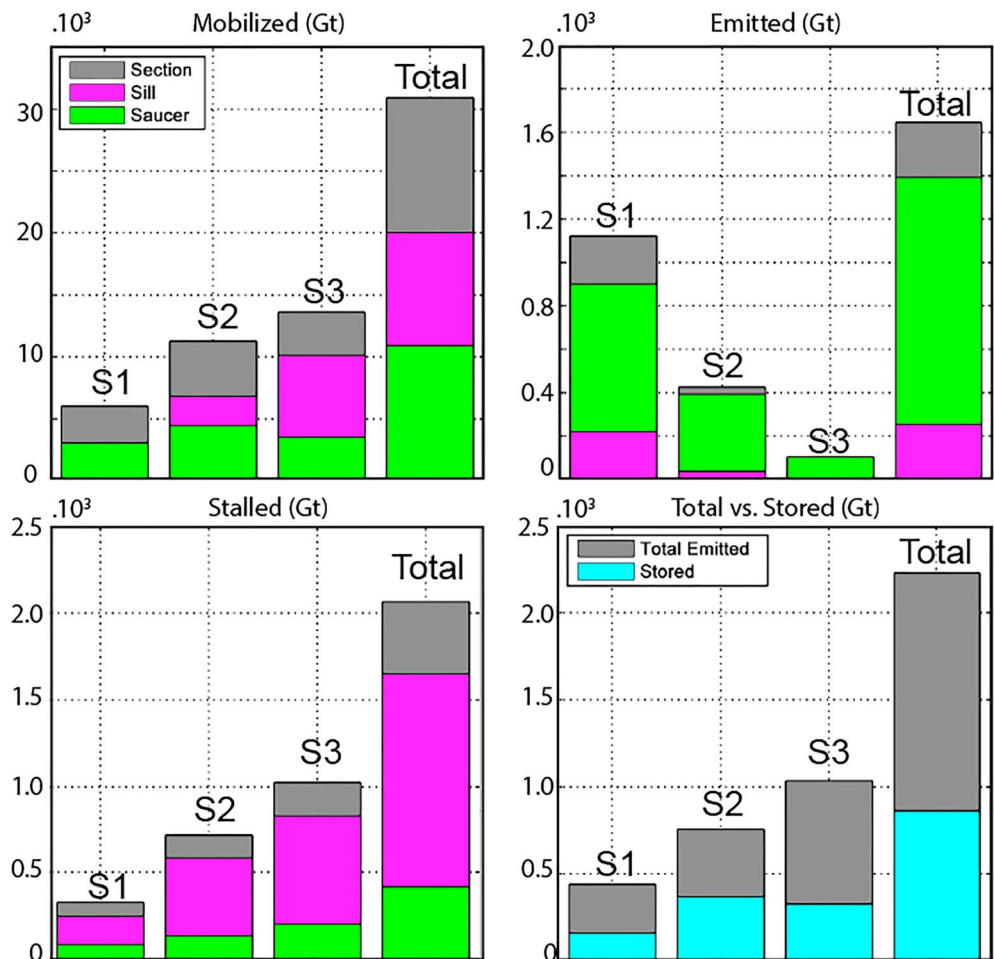 .10³ Mobilized (Gt)
Section
Sill
Saucer
Total
S1
S2
S3
30
20
10
0
.10³ Emitted (Gt)
2.0
1.6
1.2
0.8
0.4
0
S1
S2
S3
Total
.10³ Stalled (Gt)
2.5
2.0
1.5
1.0
0.5
0
S1
S2
S3
Total
.10³ Total vs. Stored (Gt)
Total Emitted
Stored
2.5
2.0
1.5
1.0
0.5
0
S1
S2
S3
Total